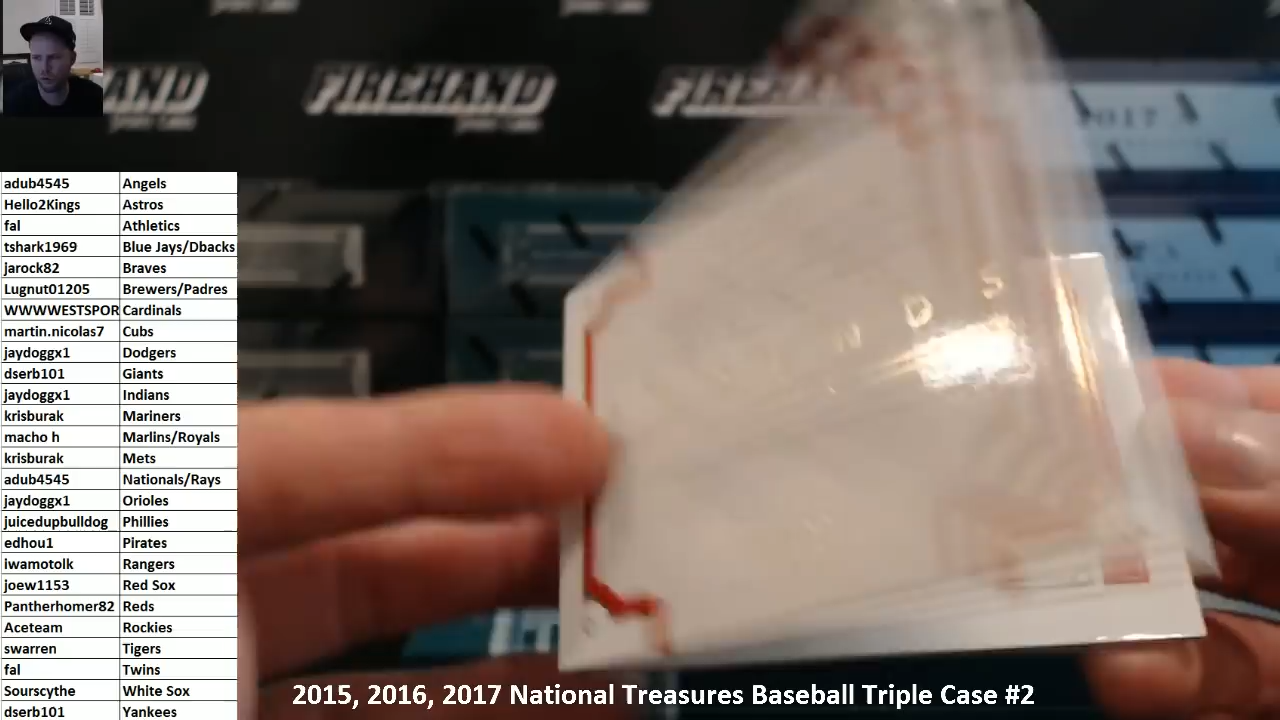 FIREHAND
FIREHAND
2017
adub4545 Angels
Hello2Kings Astros
fal Athletics
tshark1969 Blue Jays/Dbacks
jarock82 Braves
Lugnut01205 Brewers/Padres
WWWWESTSPOR Cardinals
martin.nicolas7 Cubs
jaydoggx1 Dodgers
dserb101 Giants
jaydoggx1 Indians
krisburak Mariners
macho h Marlins/Royals
krisburak Mets
adub4545 Nationals/Rays
jaydoggx1 Orioles
juicedupbulldog Phillies
edhou1 Pirates
iwamotolk Rangers
joew1153 Red Sox
Pantherhomer82 Reds
Aceteam Rockies
swarren Tigers
fal Twins
Sourscythe White Sox
dserb101 Yankees
2015, 2016, 2017 National Treasures Baseball Triple Case #2